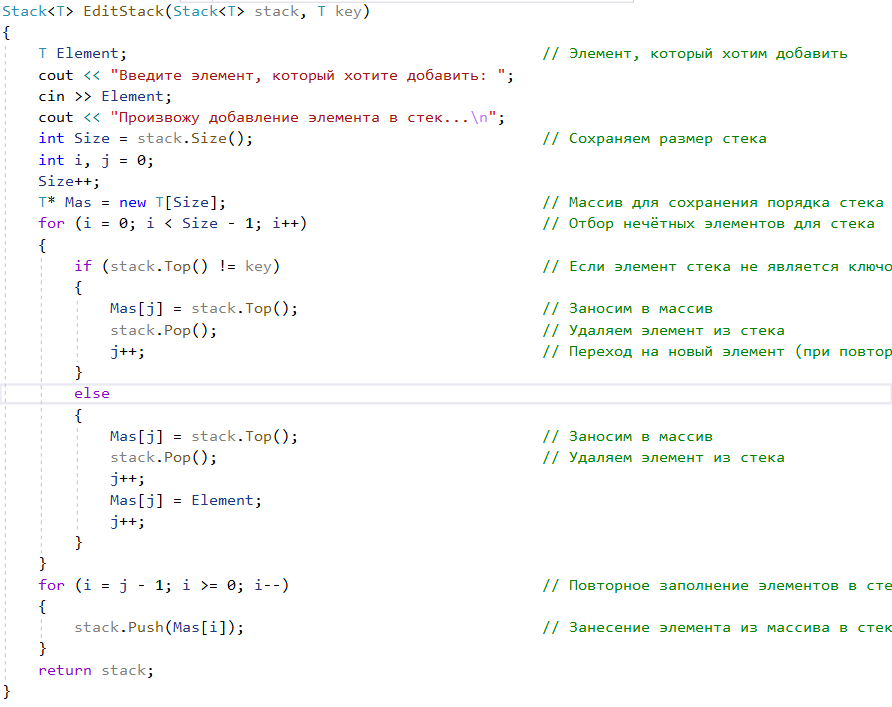 Stack<T> EditStack(Stack<T> stack, T key)
{
T Element; // Элемент, который хотим добавить
cout << "Введите элемент, который хотите добавить: ";
cin >> Element;
cout << "Произвожу добавление элемента в стек...\n";
int Size = stack.Size(); // Сохраняем размер стека
int i, j = 0;
Size++;
T* Mas = new T[Size]; // Массив для сохранения порядка стека
for (i = 0; i < Size - 1; i++) // Отбор нечётных элементов для стека
{
if (stack.Top() != key) // Если элемент стека не является ключо
{
Mas[j] = stack.Top(); // Заносим в массив
stack.Pop(); // Удаляем элемент из стека
j++; // Переход на новый элемент (при повтор
}
else
{
Mas[j] = stack.Top(); // Заносим в массив
stack.Pop(); // Удаляем элемент из стека
j++;
Mas[j] = Element;
j++;
}
}
for (i = j - 1; i >= 0; i--) // Повторное заполнение элементов в сте
{
stack.Push(Mas[i]); // Занесение элемента из массива в стек
}
return stack;
}